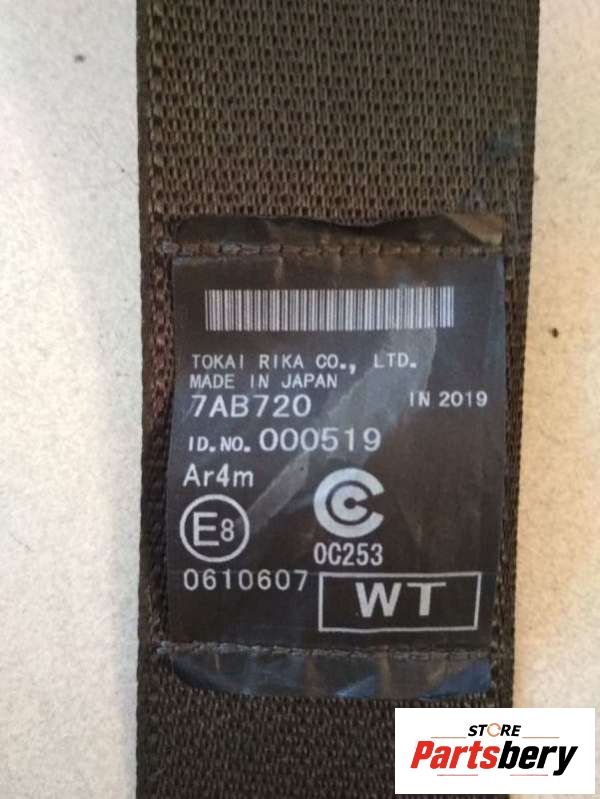 TOKAI RIKA CO., LTD.
MADE IN JAPAN
7AB720 IN 2019
ID.NO. 000519
Ar4m
E8
0C253
0610607
WT
STORE
Partsbery